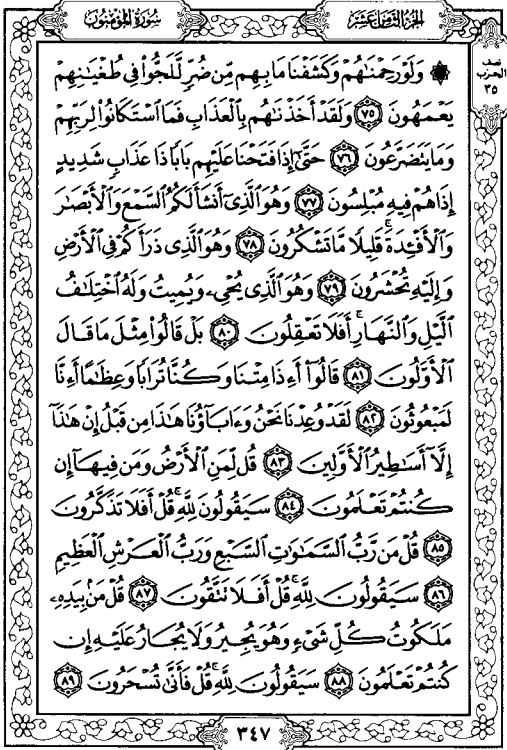 الجزء الثامن عشر
سورة المؤمنون
نصف
الحزب
٣٥
۞ وَلَوْ رَحِمْنَٰهُمْ وَكَشَفْنَا مَا بِهِم مِّن ضُرٍّ لَّلَجُّوا۟ فِى طُغْيَٰنِهِمْ
يَعْمَهُونَ ٧٥ وَلَقَدْ أَخَذْنَٰهُم بِٱلْعَذَابِ فَمَا ٱسْتَكَانُوا۟ لِرَبِّهِمْ
وَمَا يَتَضَرَّعُونَ ٧٦ حَتَّىٰٓ إِذَا فَتَحْنَا عَلَيْهِم بَابًا ذَا عَذَابٍ شَدِيدٍ
إِذَا هُمْ فِيهِ مُبْلِسُونَ ٧٧ وَهُوَ ٱلَّذِىٓ أَنشَأَ لَكُمُ ٱلسَّمْعَ وَٱلْأَبْصَٰرَ
وَٱلْأَفْـِٔدَةَ ۚ قَلِيلًا مَّا تَشْكُرُونَ ٧٨ وَهُوَ ٱلَّذِى ذَرَأَكُمْ فِى ٱلْأَرْضِ
وَإِلَيْهِ تُحْشَرُونَ ٧٩ وَهُوَ ٱلَّذِى يُحْىِۦ وَيُمِيتُ وَلَهُ ٱخْتِلَٰفُ
ٱلَّيْلِ وَٱلنَّهَارِ ۚ أَفَلَا تَعْقِلُونَ ٨٠ بَلْ قَالُوا۟ مِثْلَ مَا قَالَ
ٱلْأَوَّلُونَ ٨١ قَالُوٓا۟ أَءِذَا مِتْنَا وَكُنَّا تُرَابًا وَعِظَٰمًا أَءِنَّا
لَمَبْعُوثُونَ ٨٢ لَقَدْ وُعِدْنَا نَحْنُ وَءَابَآؤُنَا هَٰذَا مِن قَبْلُ إِنْ هَٰذَآ
إِلَّآ أَسَٰطِيرُ ٱلْأَوَّلِينَ ٨٣ قُل لِّمَنِ ٱلْأَرْضُ وَمَن فِيهَآ إِن
كُنتُمْ تَعْلَمُونَ ٨٤ سَيَقُولُونَ لِلَّهِ ۚ قُلْ أَفَلَا تَذَكَّرُونَ
٨٥ قُلْ مَن رَّبُّ ٱلسَّمَٰوَٰتِ ٱلسَّبْعِ وَرَبُّ ٱلْعَرْشِ ٱلْعَظِيمِ
٨٦ سَيَقُولُونَ لِلَّهِ ۚ قُلْ أَفَلَا تَتَّقُونَ ٨٧ قُلْ مَنۢ بِيَدِهِۦ
مَلَكُوتُ كُلِّ شَىْءٍ وَهُوَ يُجِيرُ وَلَا يُجَارُ عَلَيْهِ إِن
كُنتُمْ تَعْلَمُونَ ٨٨ سَيَقُولُونَ لِلَّهِ ۚ قُلْ فَأَنَّىٰ تُسْحَرُونَ ٨٩
٣٤٧